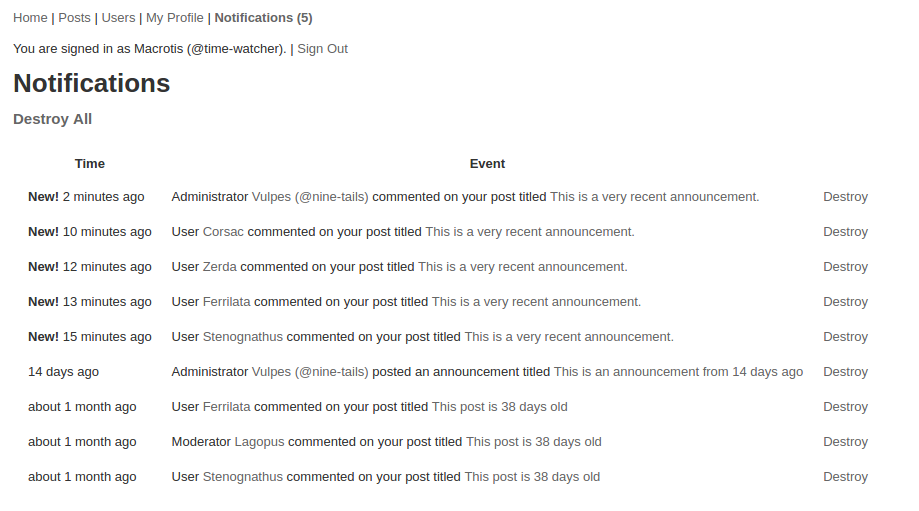 Home | Posts | Users | My Profile | Notifications (5)
You are signed in as Macrotis (@time-watcher). | Sign Out
Notifications
Destroy All
Time Event
New! 2 minutes ago Administrator Vulpes (@nine-tails) commented on your post titled This is a very recent announcement. Destroy
New! 10 minutes ago User Corsac commented on your post titled This is a very recent announcement. Destroy
New! 12 minutes ago User Zerda commented on your post titled This is a very recent announcement. Destroy
New! 13 minutes ago User Ferrilata commented on your post titled This is a very recent announcement. Destroy
New! 15 minutes ago User Stenognathus commented on your post titled This is a very recent announcement. Destroy
14 days ago Administrator Vulpes (@nine-tails) posted an announcement titled This is an announcement from 14 days ago Destroy
about 1 month ago User Ferrilata commented on your post titled This post is 38 days old Destroy
about 1 month ago Moderator Lagopus commented on your post titled This post is 38 days old Destroy
about 1 month ago User Stenognathus commented on your post titled This post is 38 days old Destroy